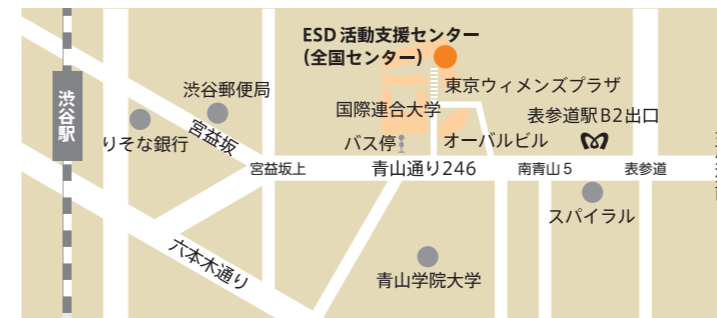 ESD 活動支援センター
(全国センター)
東京ウィメンズプラザ
渋谷駅
渋谷郵便局
国際連合大学
表参道駅B2出口
りそな銀行
宮益坂
バス停
オーバルビル
宮益坂上
青山通り246
南青山5
表参道
スパイラル
六本木通り
青山学院大学